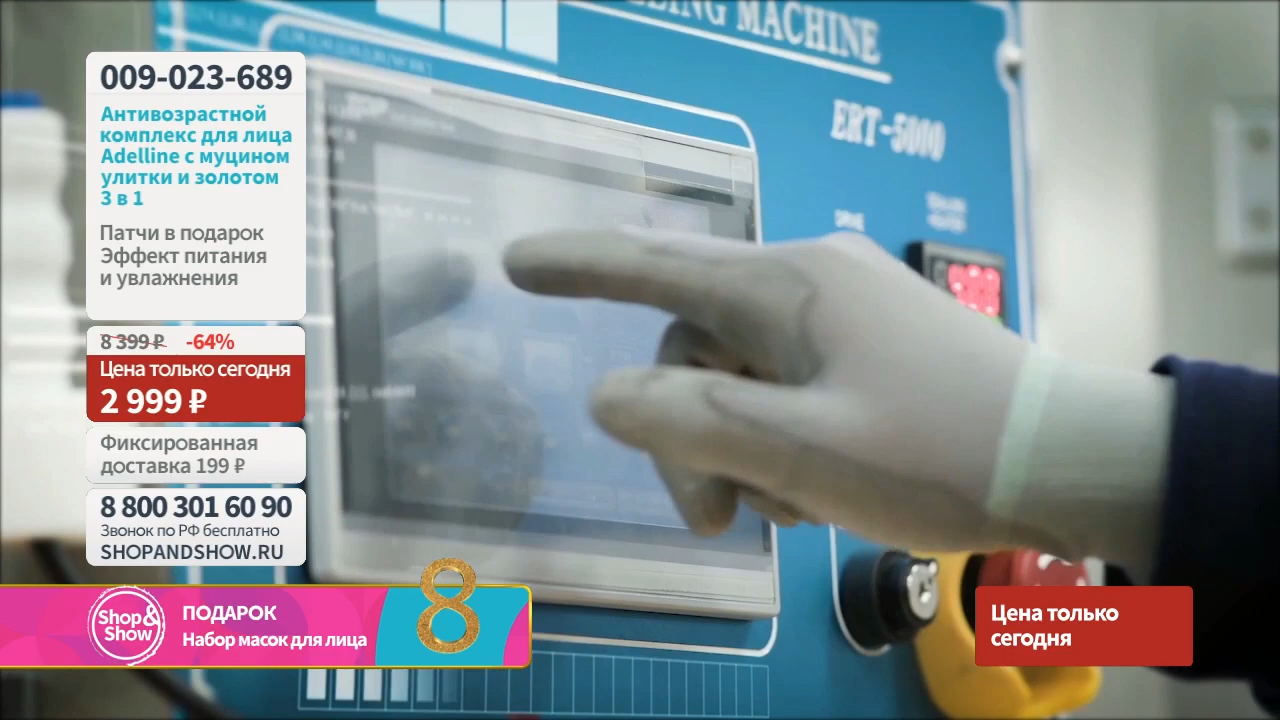 MACHINE
ERT-5000
009-023-689
Антивозрастной
комплекс для лица
Adelline с муцином
улитки и золотом
3 в 1
Патчи в подарок
Эффект питания
и увлажнения
8 399 ₽ -64%
Цена только сегодня
2 999 ₽
Фиксированная
доставка 199 ₽
8 800 301 60 90
Звонок по РФ бесплатно
SHOPANDSHOW.RU
Shop&
Show
ПОДАРОК
Набор масок для лица
8
Цена только
сегодня